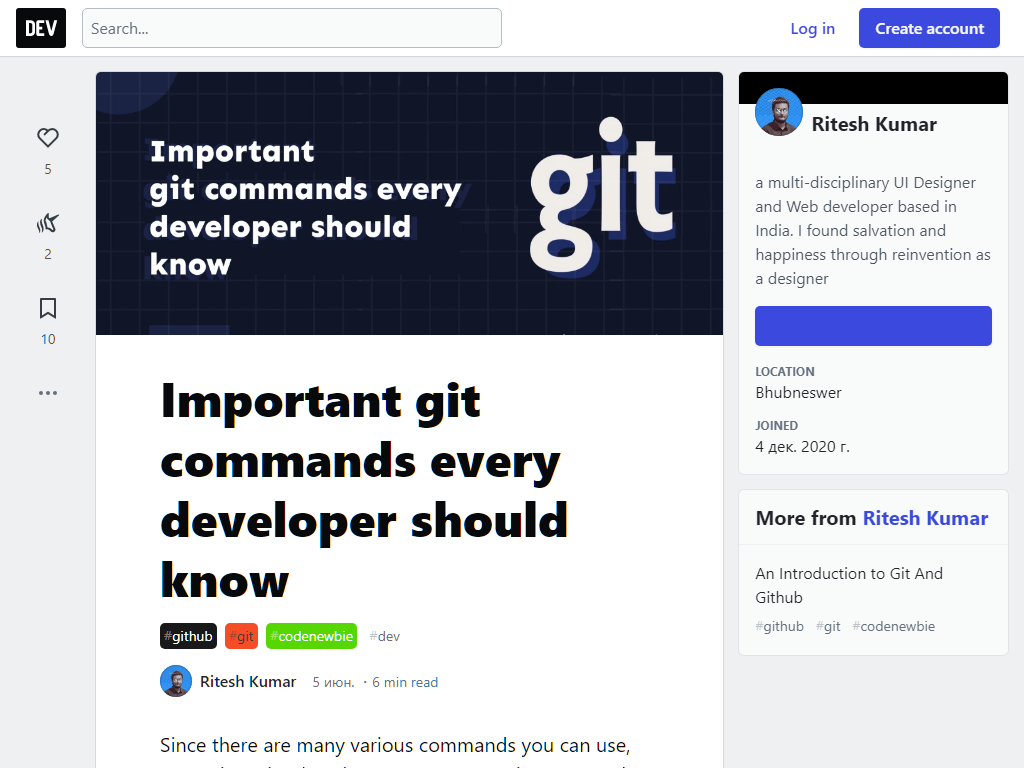 DEV
Search...
Log in
Create account
5
2
10
Important
git commands every
developer should
know
git
Important git
commands every
developer should
know
#github #git #codenewbie #dev
Ritesh Kumar 5 июн. · 6 min read
Since there are many various commands you can use,
Ritesh Kumar
a multi-disciplinary UI Designer
and Web developer based in
India. I found salvation and
happiness through reinvention as
a designer
LOCATION
Bhubneswer
JOINED
4 дек. 2020 г.
More from Ritesh Kumar
An Introduction to Git And
Github
#github #git #codenewbie